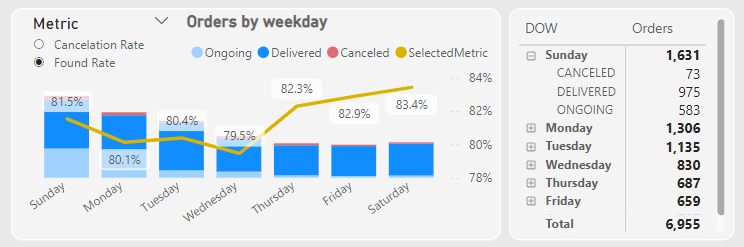 Metric
Cancelation Rate
Found Rate
Orders by weekday
Ongoing Delivered Canceled SelectedMetric
84%
82%
80%
78%
81.5%
80.1%
80.4%
79.5%
82.3%
82.9%
83.4%
Sunday
Monday
Tuesday
Wednesday
Thursday
Friday
Saturday
DOW Orders
Sunday 1,631
CANCELED 73
DELIVERED 975
ONGOING 583
Monday 1,306
Tuesday 1,135
Wednesday 830
Thursday 687
Friday 659
Total 6,955